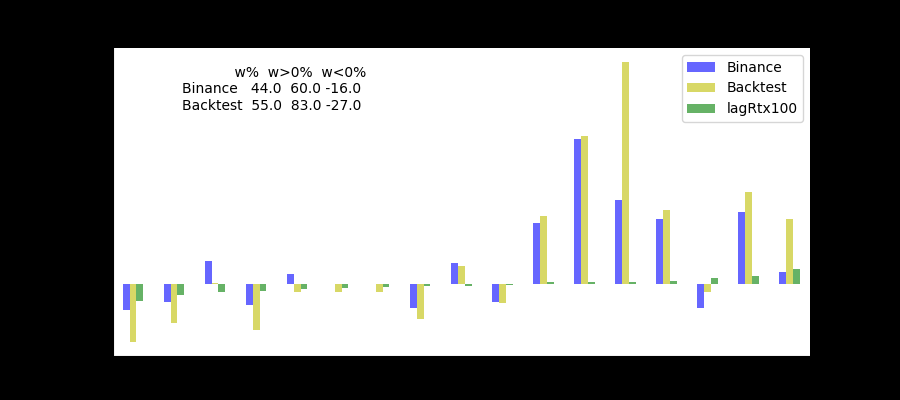 w% w>0% w<0%
Binance 44.0 60.0 -16.0
Backtest 55.0 83.0 -27.0
Binance
Backtest
lagRtx100